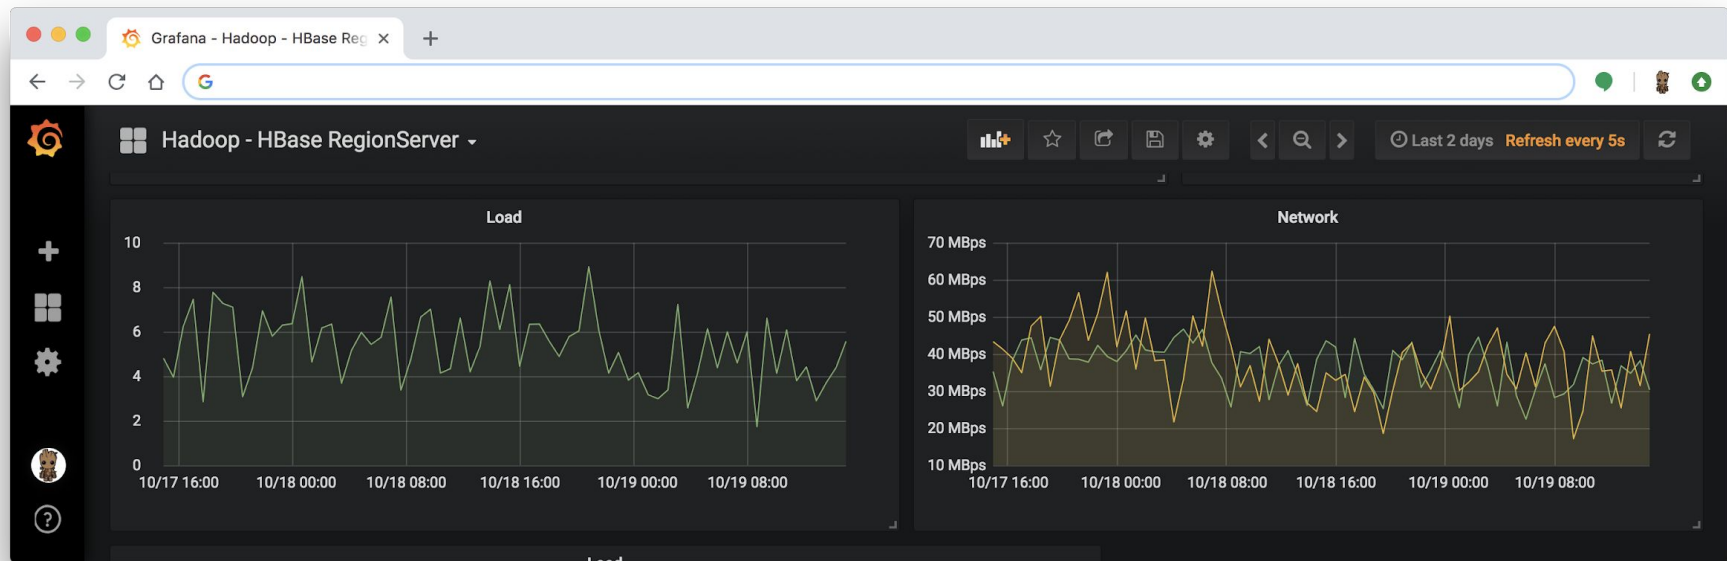 Grafana - Hadoop - HBase Reg
Hadoop - HBase RegionServer
Last 2 days Refresh every 5s
Load
10
8
6
4
2
0
10/17 16:00 10/18 00:00 10/18 08:00 10/18 16:00 10/19 00:00 10/19 08:00
Network
70 MBps
60 MBps
50 MBps
40 MBps
30 MBps
20 MBps
10 MBps
10/17 16:00 10/18 00:00 10/18 08:00 10/18 16:00 10/19 00:00 10/19 08:00
Load